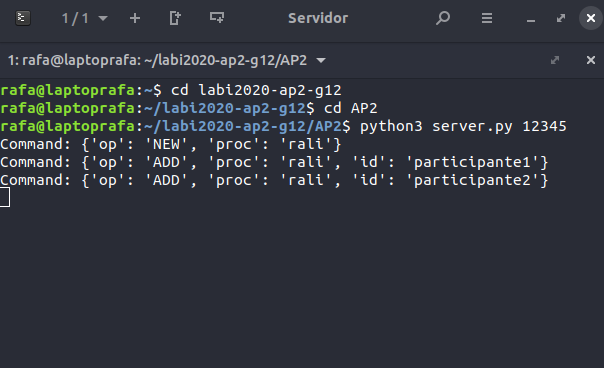 1 / 1
Servidor
1: rafa@laptoprafa: ~/labi2020-ap2-g12/AP2
rafa@laptoprafa:~$ cd labi2020-ap2-g12
rafa@laptoprafa:~/labi2020-ap2-g12$ cd AP2
rafa@laptoprafa:~/labi2020-ap2-g12/AP2$ python3 server.py 12345
Command: {'op': 'NEW', 'proc': 'rali'}
Command: {'op': 'ADD', 'proc': 'rali', 'id': 'participante1'}
Command: {'op': 'ADD', 'proc': 'rali', 'id': 'participante2'}